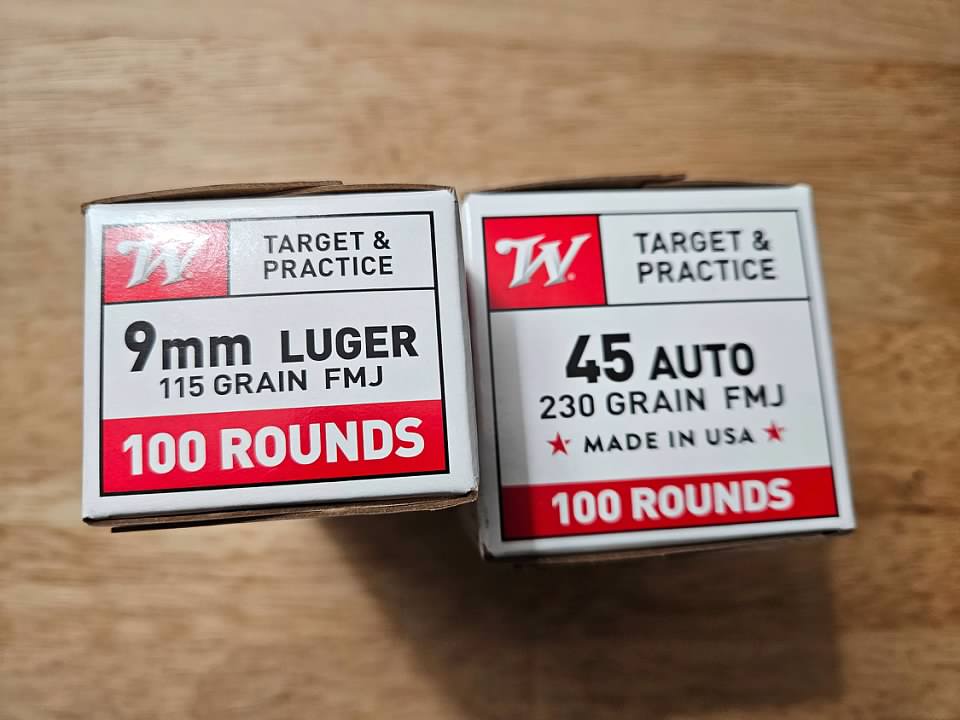 W
TARGET &
PRACTICE
9mm LUGER
115 GRAIN FMJ
100 ROUNDS
W
TARGET &
PRACTICE
45 AUTO
230 GRAIN FMJ
★ MADE IN USA ★
100 ROUNDS